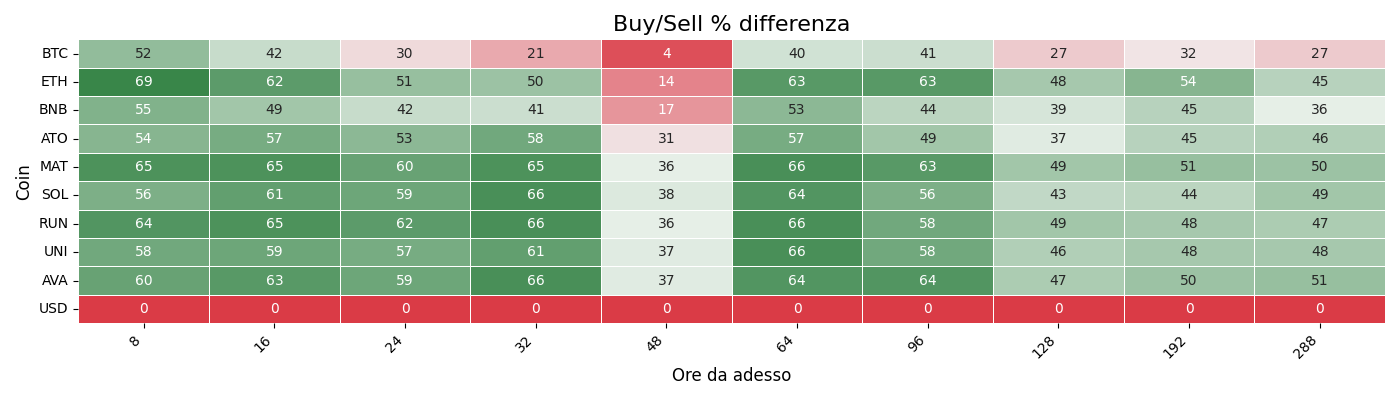 Buy/Sell % differenza
Coin
BTC 52 42 30 21 4 40 41 27 32 27
ETH 69 62 51 50 14 63 63 48 54 45
BNB 55 49 42 41 17 53 44 39 45 36
ATO 54 57 53 58 31 57 49 37 45 46
MAT 65 65 60 65 36 66 63 49 51 50
SOL 56 61 59 66 38 64 56 43 44 49
RUN 64 65 62 66 36 66 58 49 48 47
UNI 58 59 57 61 37 66 58 46 48 48
AVA 60 63 59 66 37 64 64 47 50 51
USD 0 0 0 0 0 0 0 0 0 0
8 16 24 32 48 64 96 128 192 288
Ore da adesso